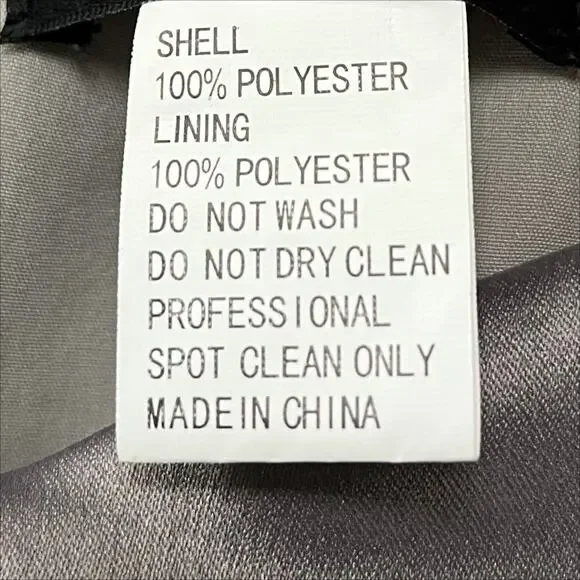 SHELL
100% POLYESTER
LINING
100% POLYESTER
DO NOT WASH
DO NOT DRY CLEAN
PROFESSIONAL
SPOT CLEAN ONLY
MADE IN CHINA